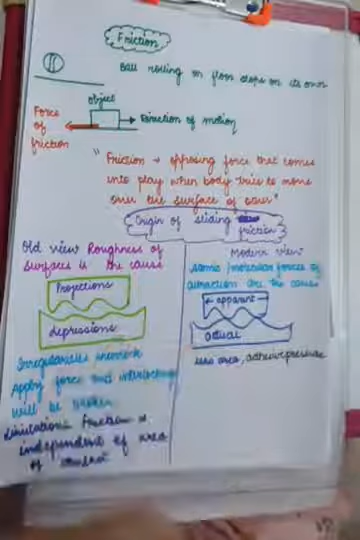 Friction
Ball rolling on floor stops on its own
object
Force of friction
Direction of motion
"Friction → opposing force that comes
into play when body tries to move
over the surface of other"
Origin of sliding friction
Old view Roughness of
surfaces is the cause
Projections
depressions
Irregularities
Apply force and interlocking
will be broken
limitation: friction is
independent of area
of contact
Modern view
atomic/molecular forces of
attraction are the cause
← apparent →
actual
less area, adhesive pressure